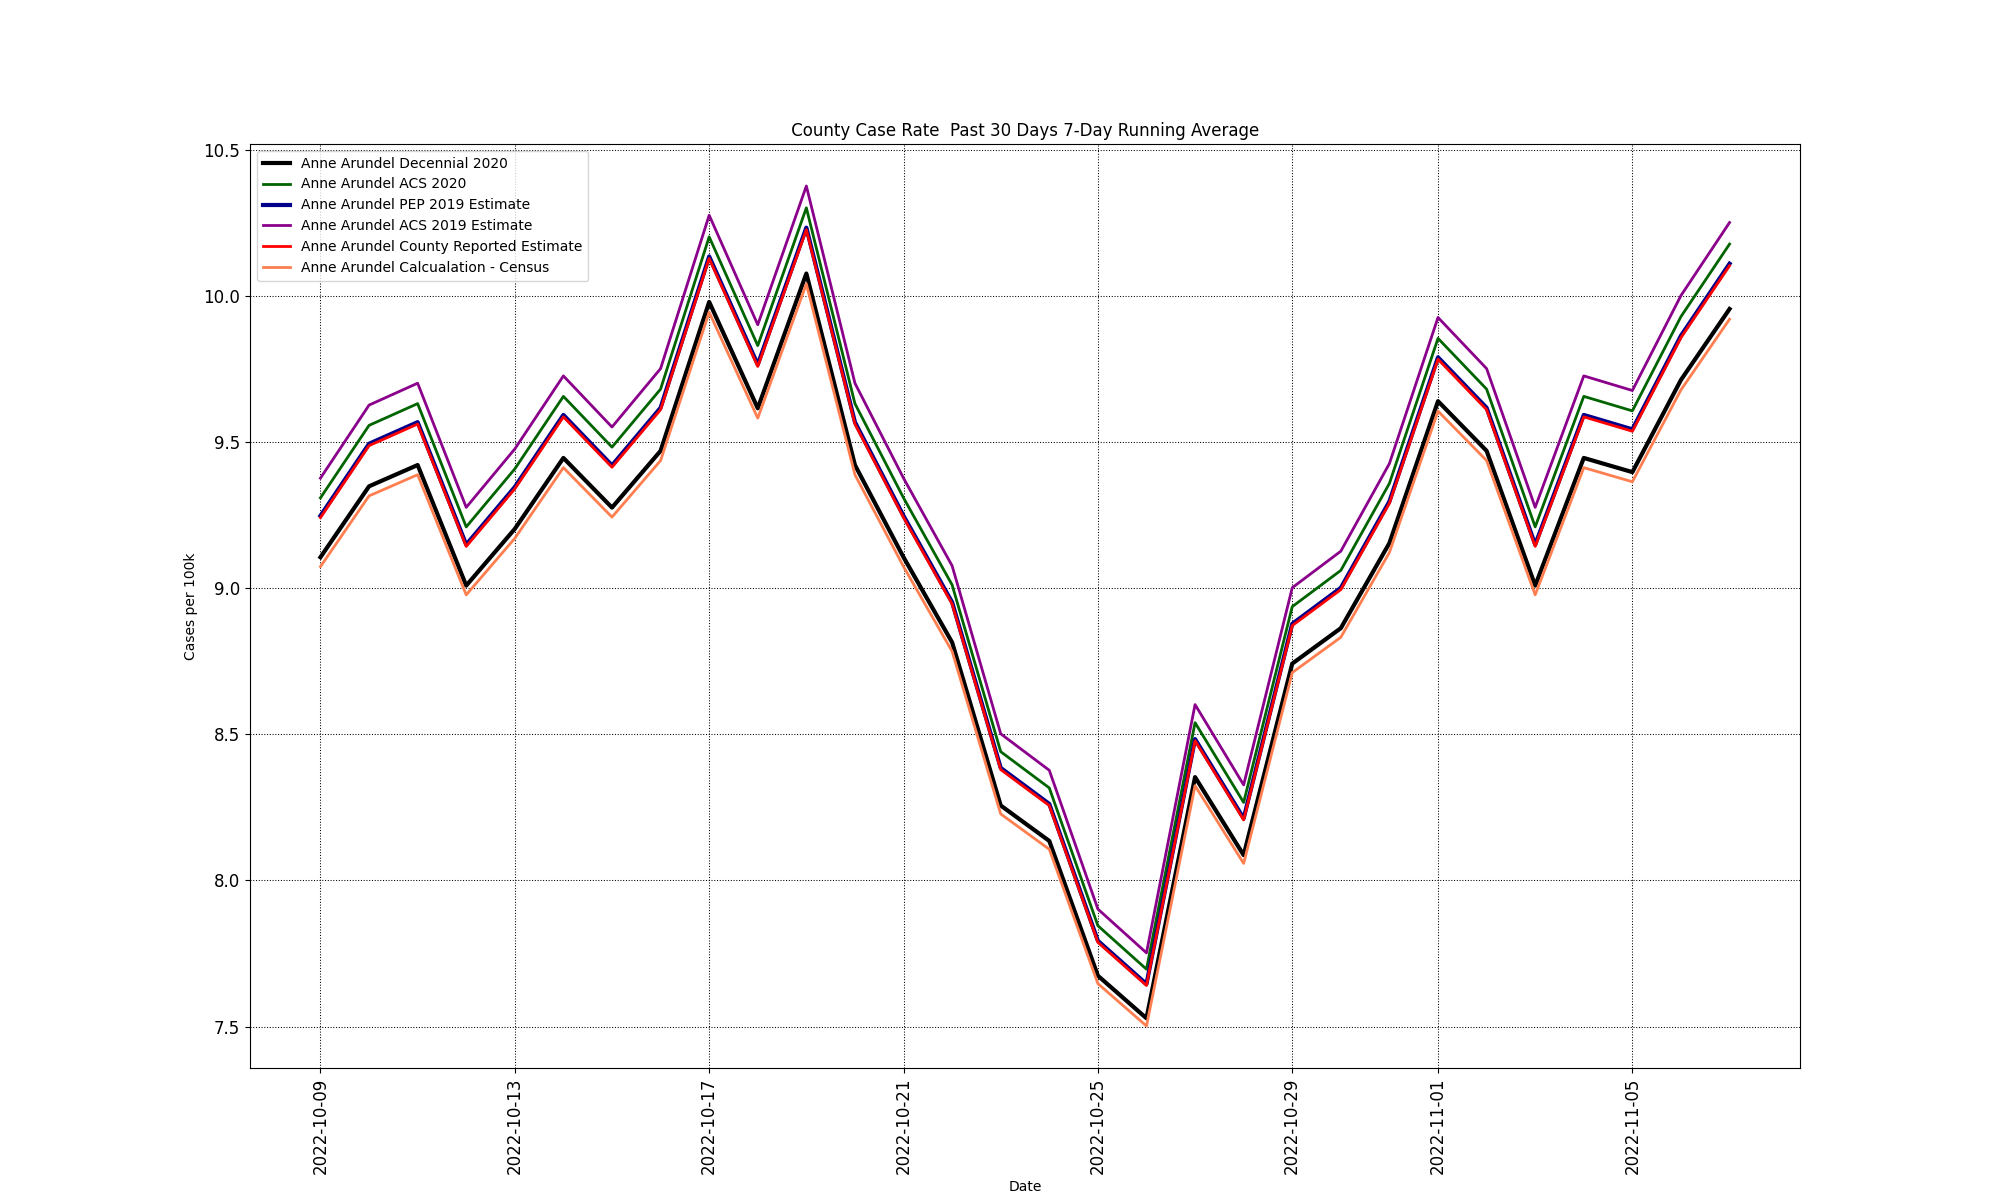 County Case Rate  Past 30 Days 7-Day Running Average
Anne Arundel Decennial 2020
Anne Arundel ACS 2020
Anne Arundel PEP 2019 Estimate
Anne Arundel ACS 2019 Estimate
Anne Arundel County Reported Estimate
Anne Arundel Calcualation - Census
10.5
10.0
9.5
9.0
8.5
8.0
7.5
Cases per 100k
2022-10-09
2022-10-13
2022-10-17
2022-10-21
2022-10-25
2022-10-29
2022-11-01
2022-11-05
Date